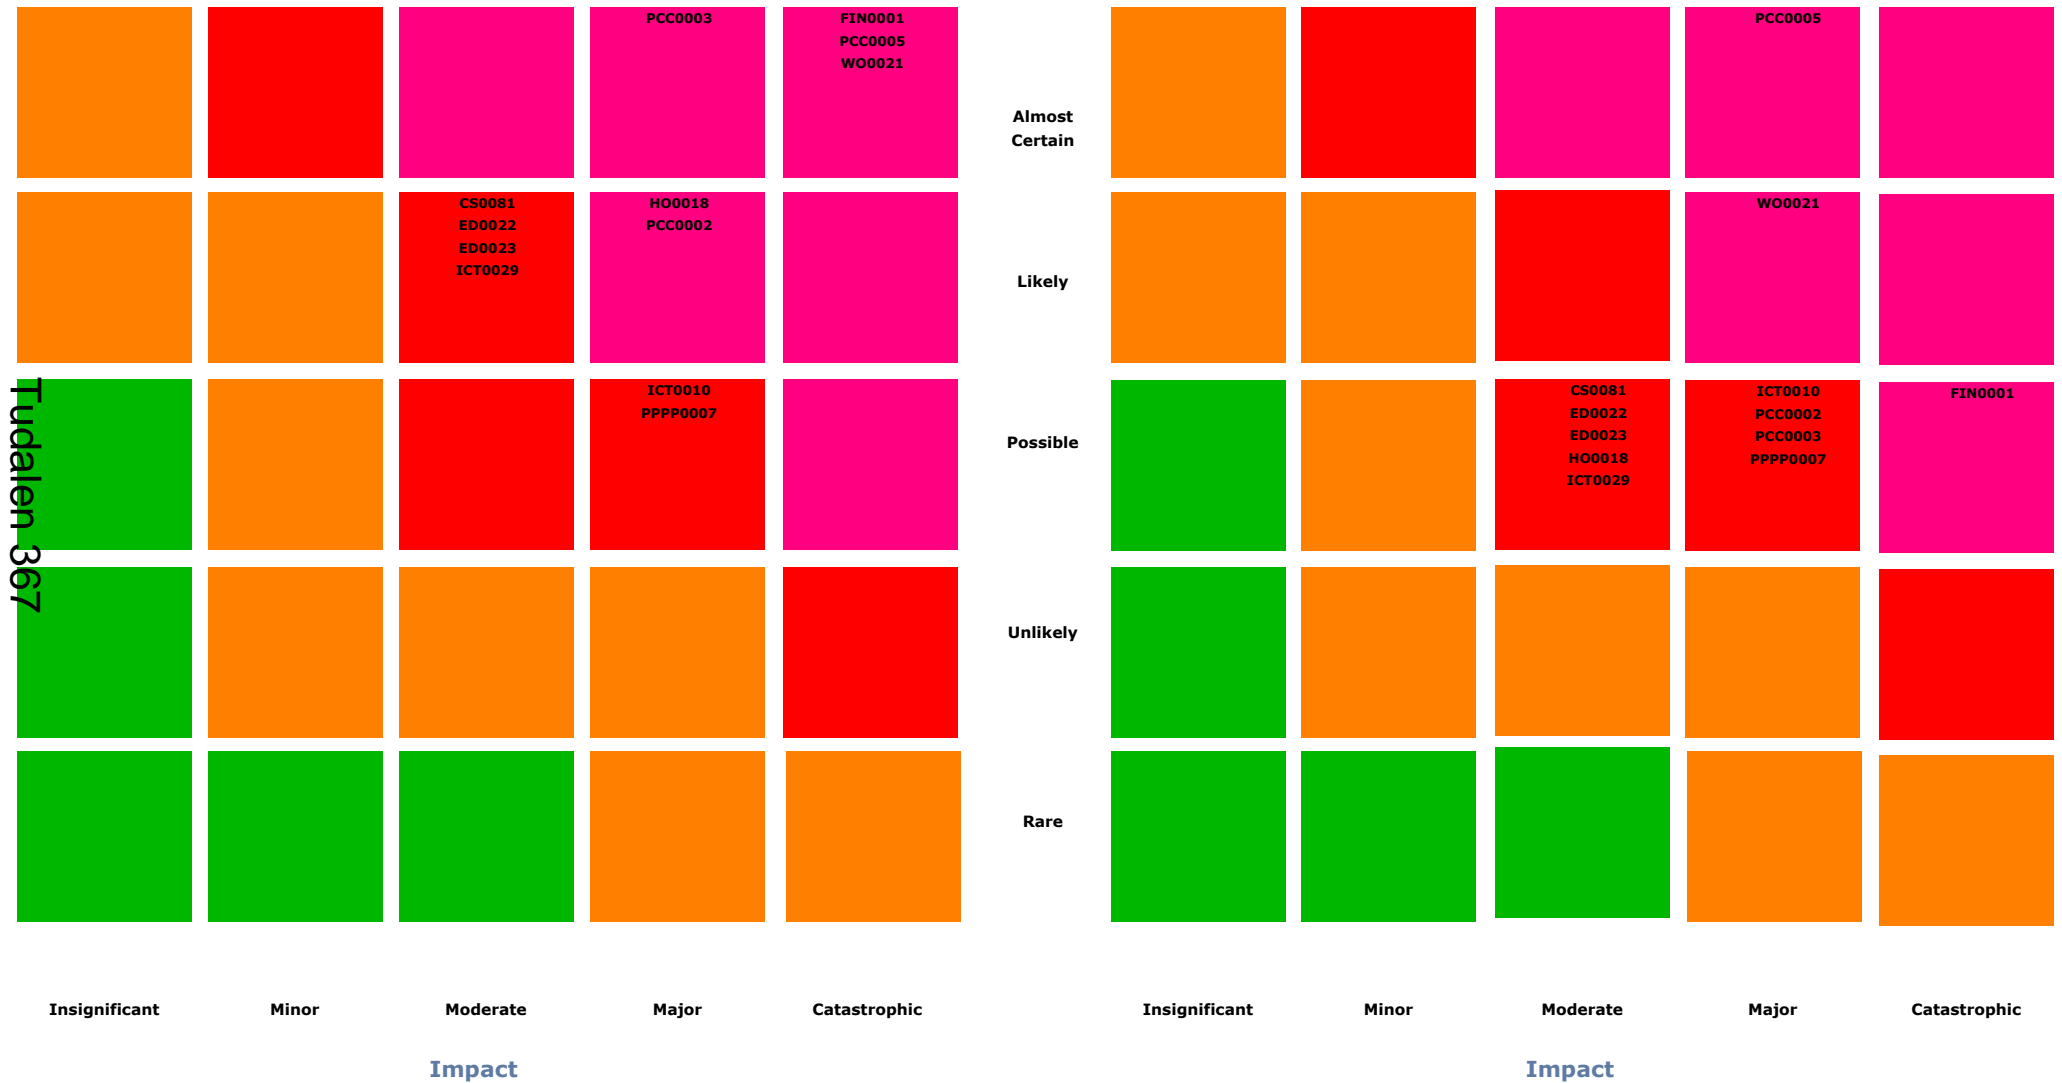 PCC0003
FIN0001
PCC0005
WO0021
CS0081
ED0022
ED0023
ICT0029
HO0018
PCC0002
ICT0010
PPPP0007
Tudalen 367
Insignificant
Minor
Moderate
Major
Catastrophic
Impact
Almost
Certain
Likely
Possible
Unlikely
Rare
PCC0005
WO0021
CS0081
ED0022
ED0023
HO0018
ICT0029
ICT0010
PCC0002
PCC0003
PPPP0007
FIN0001
Insignificant
Minor
Moderate
Major
Catastrophic
Impact